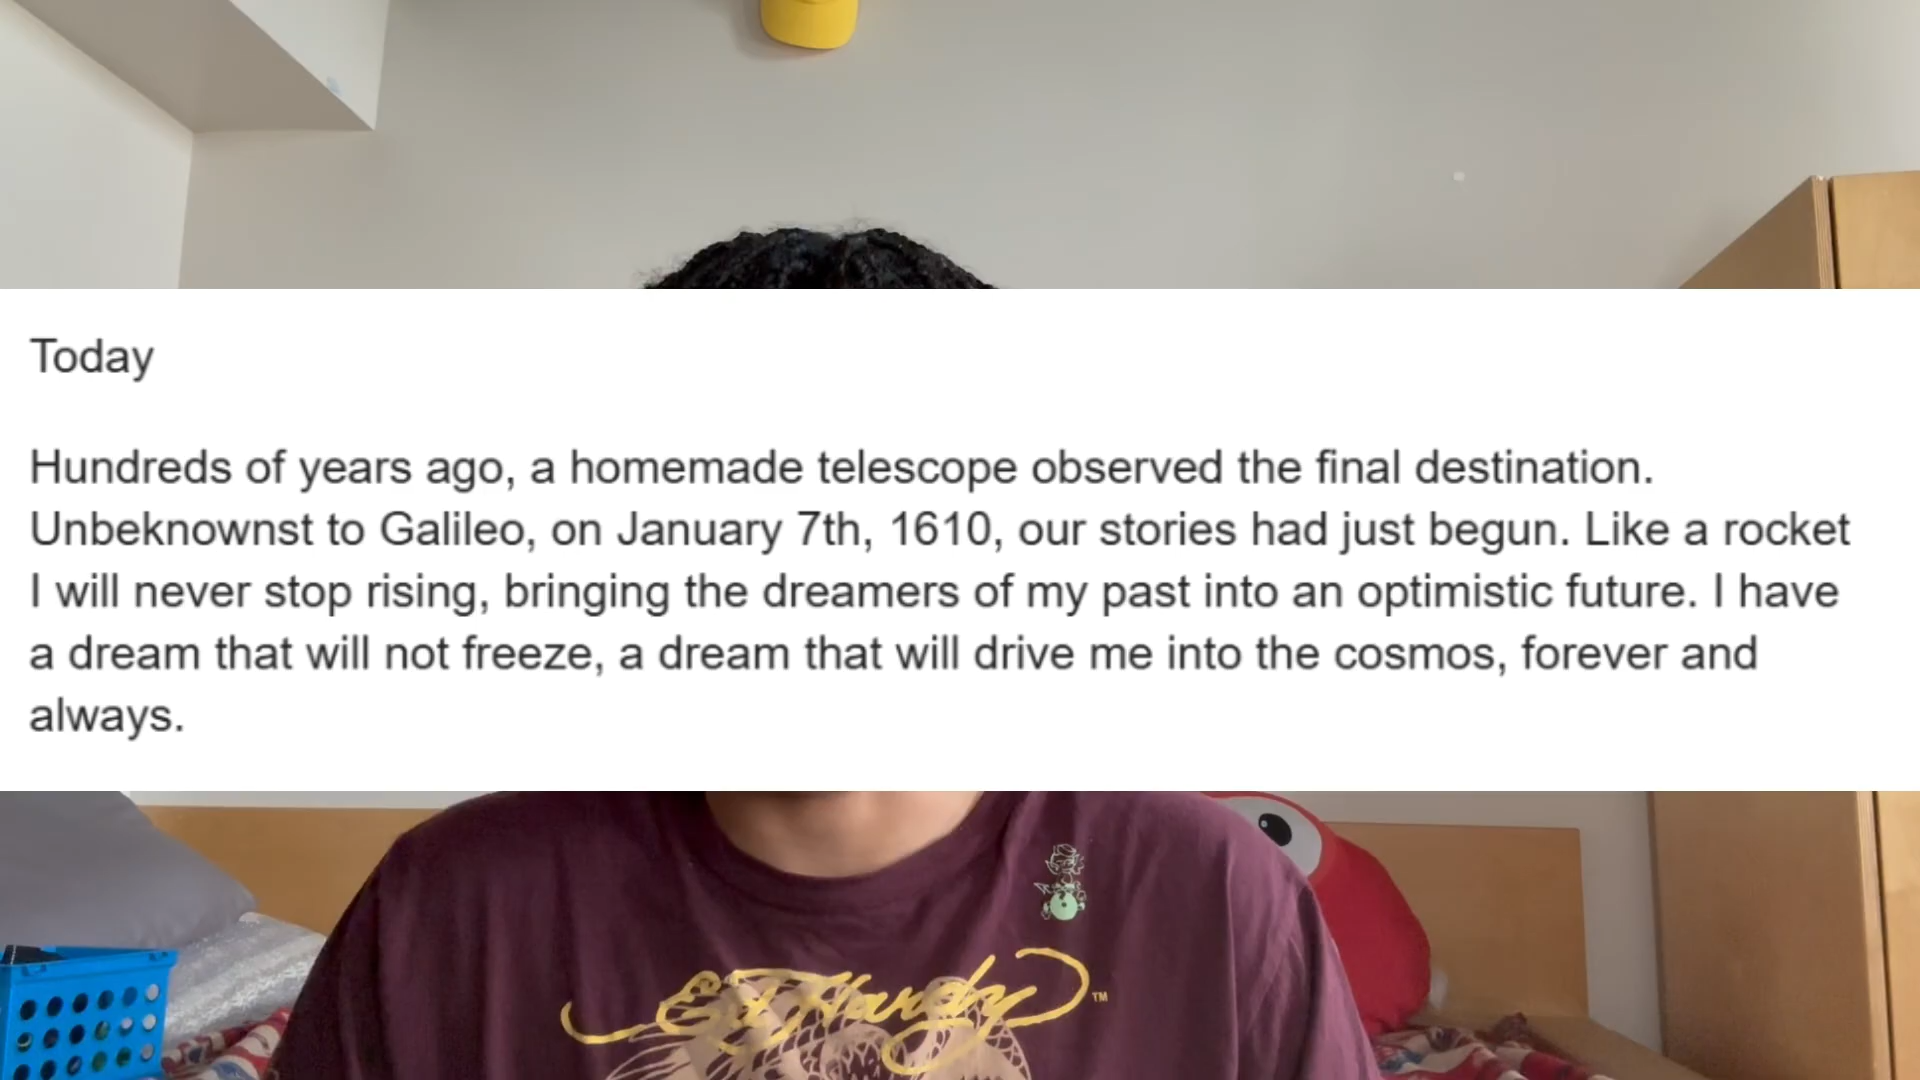 Today
Hundreds of years ago, a homemade telescope observed the final destination.
Unbeknownst to Galileo, on January 7th, 1610, our stories had just begun. Like a rocket
I will never stop rising, bringing the dreamers of my past into an optimistic future. I have
a dream that will not freeze, a dream that will drive me into the cosmos, forever and
always.
Ed Hardy TM